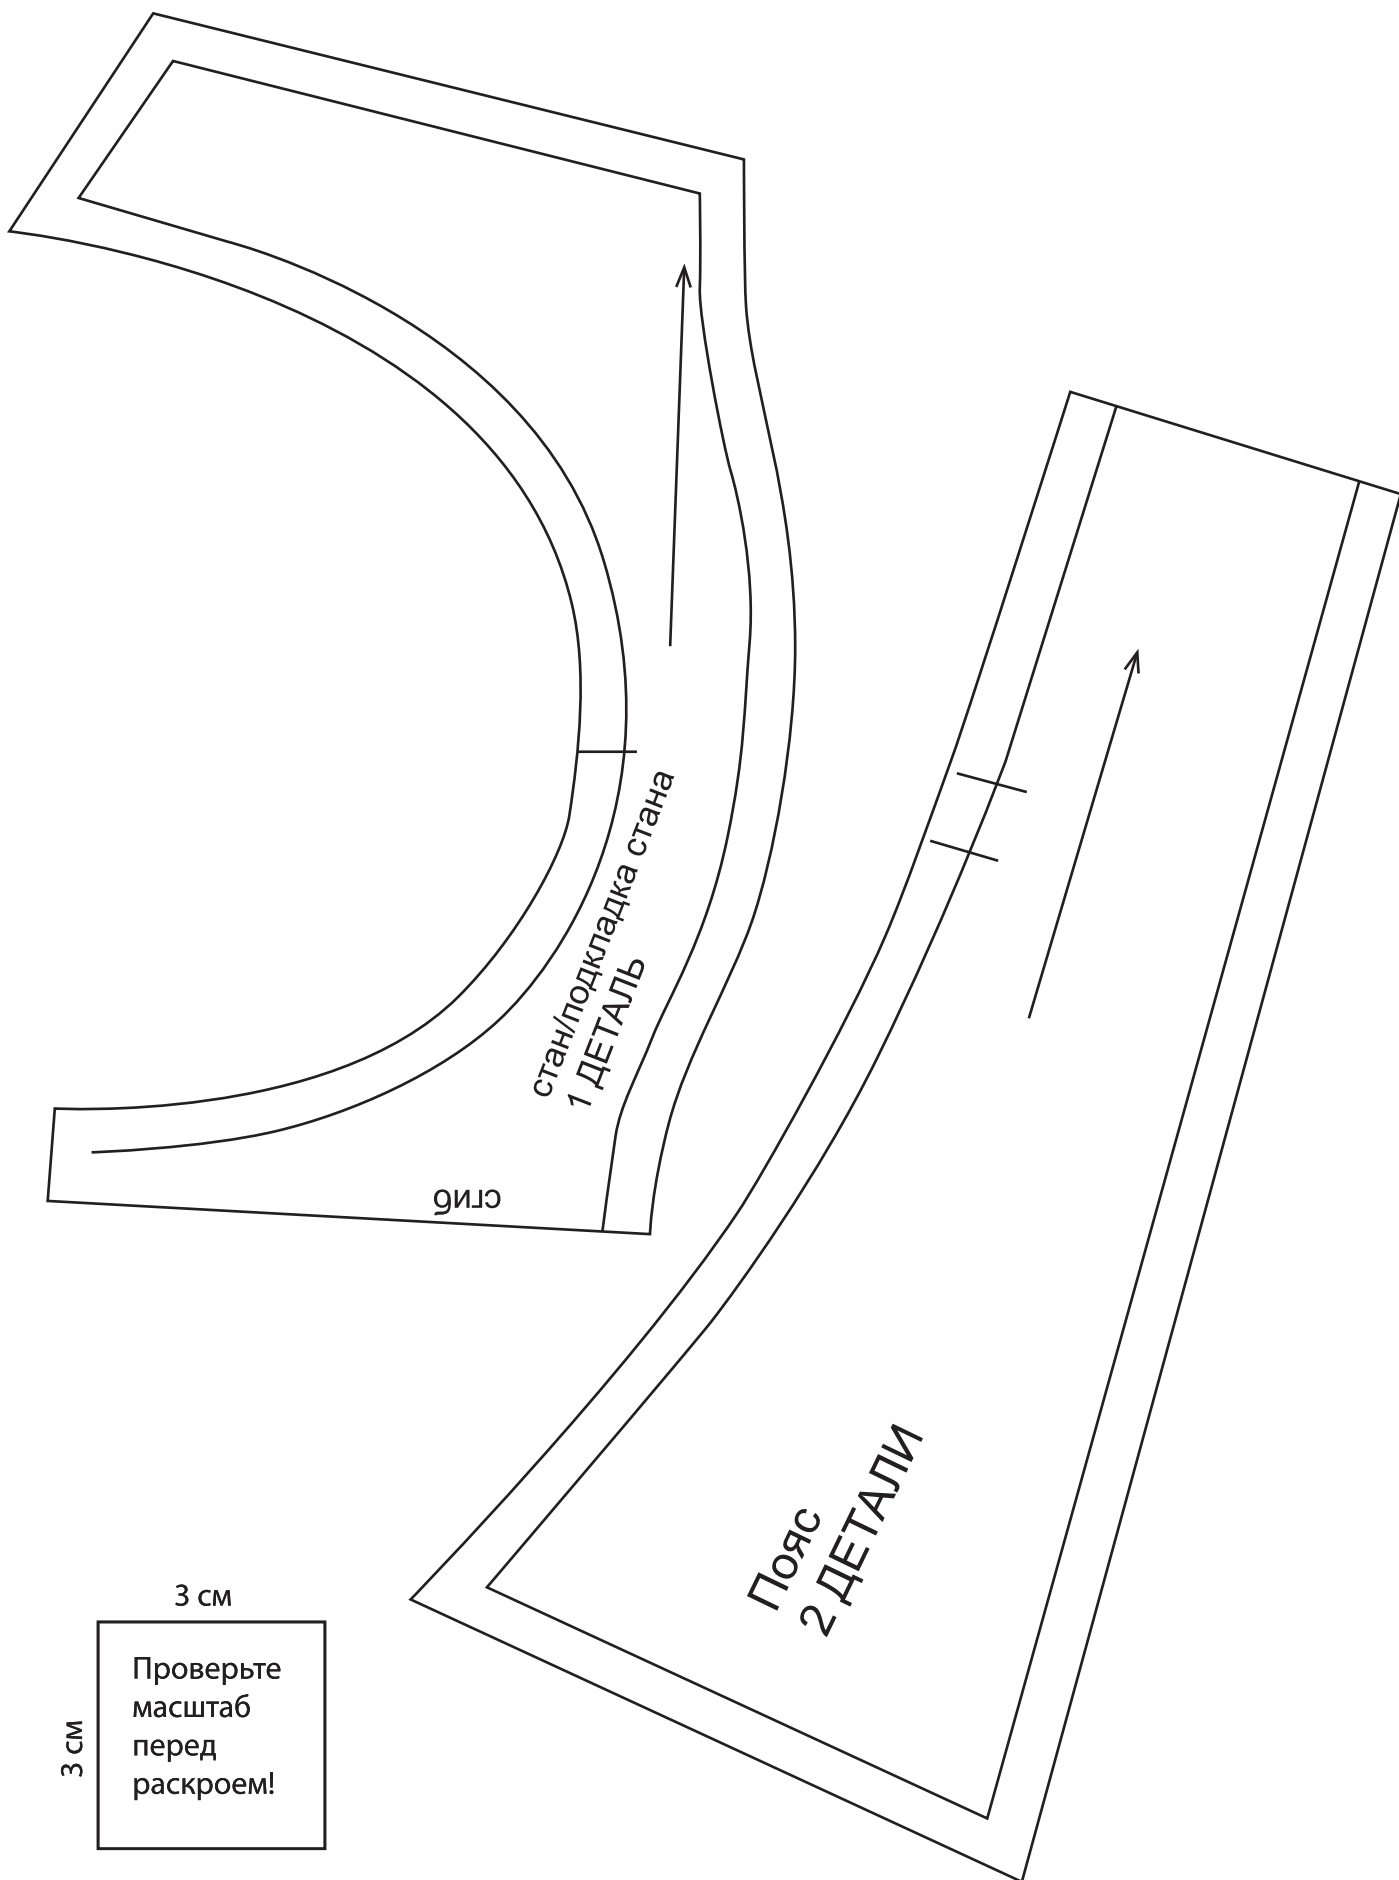 стан/подкладка стана
1 ДЕТАЛЬ
сгиб
Пояс
2 ДЕТАЛИ
3 см
3 см
Проверьте
масштаб
перед
раскроем!